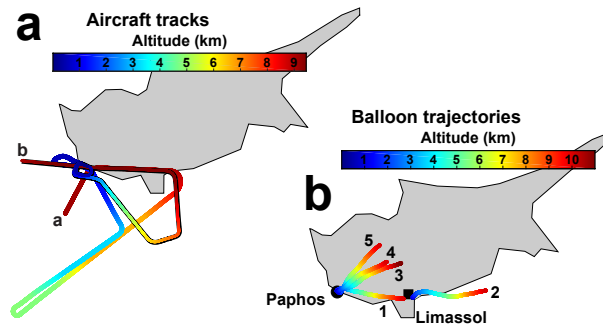 a
Aircraft tracks
Altitude (km)
1 2 3 4 5 6 7 8 9
b
a
b
Balloon trajectories
Altitude (km)
1 2 3 4 5 6 7 8 9 10
5
4
3
2
1
Paphos
Limassol